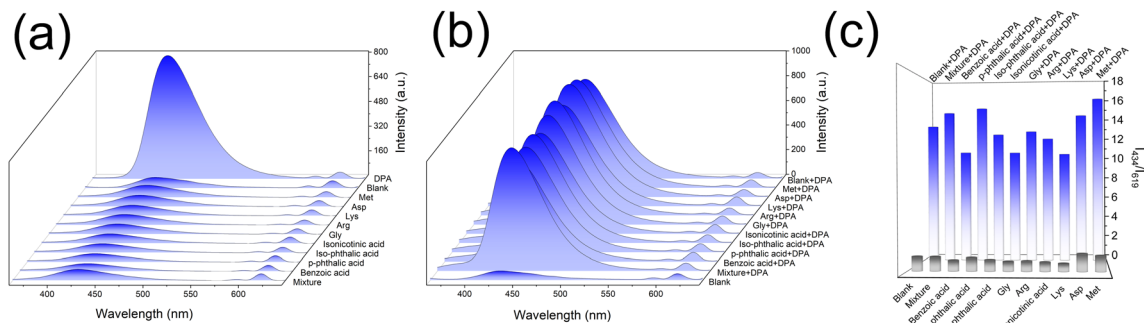 (a)
800
640
480
320
160
Intensity (a.u.)
DPA
Blank
Met
Asp
Lys
Arg
Gly
Isonicotinic acid
Iso-phthalic acid
p-phthalic acid
Benzoic acid
Mixture
400
450
500
550
600
Wavelength (nm)
(b)
1000
800
600
400
200
0
Intensity (a.u.)
Blank+DPA
Met+DPA
Asp+DPA
Lys+DPA
Arg+DPA
Gly+DPA
Isonicotinic acid+DPA
Iso-phthalic acid+DPA
p-phthalic acid+DPA
Benzoic acid+DPA
Mixture+DPA
Blank
400
450
500
550
600
Wavelength (nm)
(c)
Blank+DPA
Mixture+DPA
Benzoic acid+DPA
p-phthalic acid+DPA
Iso-phthalic acid+DPA
Isonicotinic acid+DPA
Gly+DPA
Arg+DPA
Lys+DPA
Asp+DPA
Met+DPA
18
16
14
12
10
8
6
4
2
0
I434/I619
Blank
Mixture
Benzoic acid
phthalic acid
phthalic acid
Gly
Arg
nicotinic acid
Lys
Asp
Met